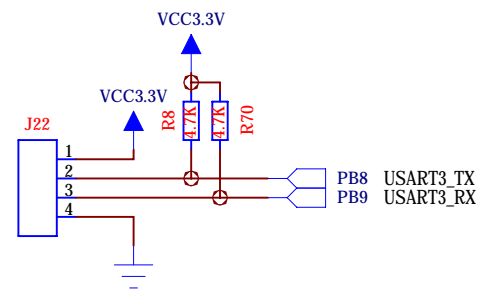 VCC3.3V
VCC3.3V
J22
R8
4.7K
4.7K
R70
1
2
3
4
PB8 USART3_TX
PB9 USART3_RX